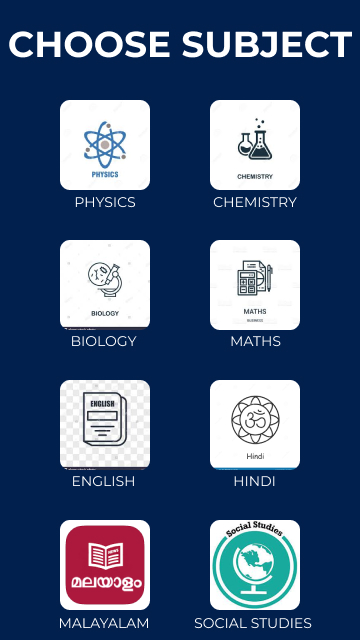 CHOOSE SUBJECT
PHYSICS
CHEMISTRY
PHYSICS
CHEMISTRY
BIOLOGY
MATHS
BIOLOGY
MATHS
ENGLISH
Hindi
ENGLISH
HINDI
Social Studies
NEWS
മലയാളം
MALAYALAM
SOCIAL STUDIES